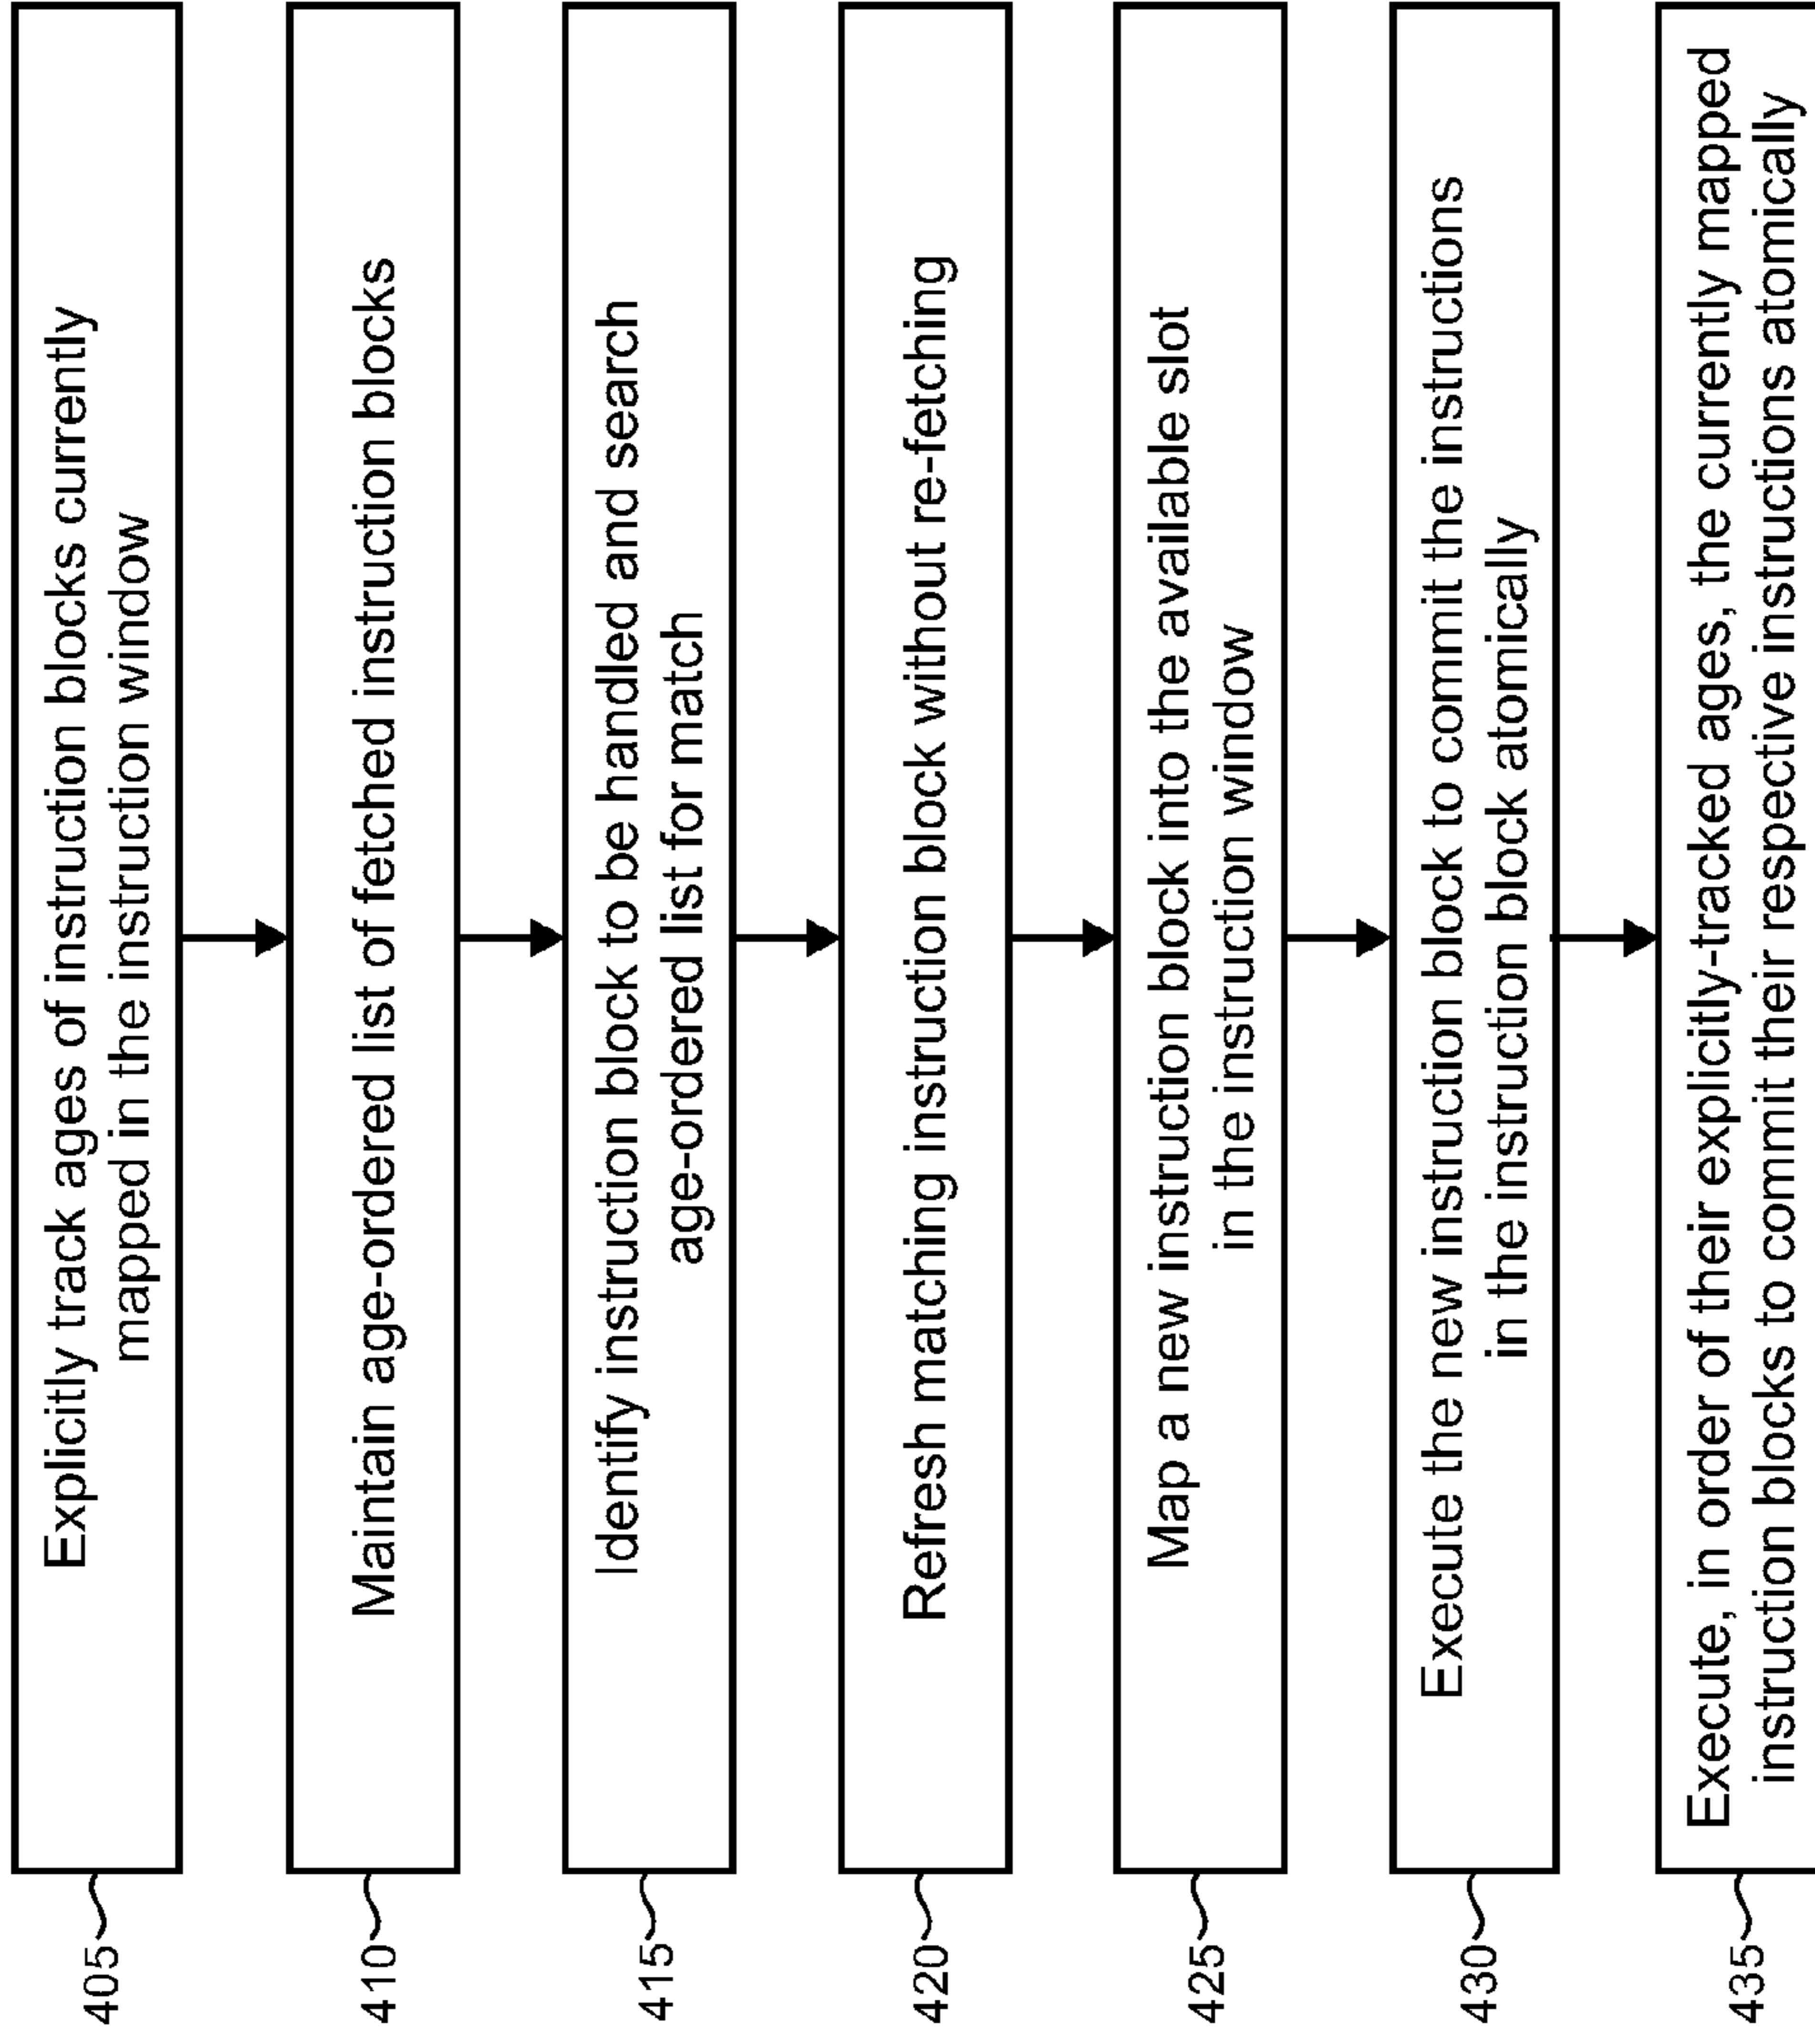 405
Explicitly track ages of instruction blocks currently
mapped in the instruction window
410
Maintain age-ordered list of fetched instruction blocks
415
Identify instruction block to be handled and search
age-ordered list for match
420
Refresh matching instruction block without re-fetching
425
Map a new instruction block into the available slot
in the instruction window
430
Execute the new instruction block to commit the instructions
in the instruction block atomically
435
Execute, in order of their explicitly-tracked ages, the currently mapped
instruction blocks to commit their respective instructions atomically